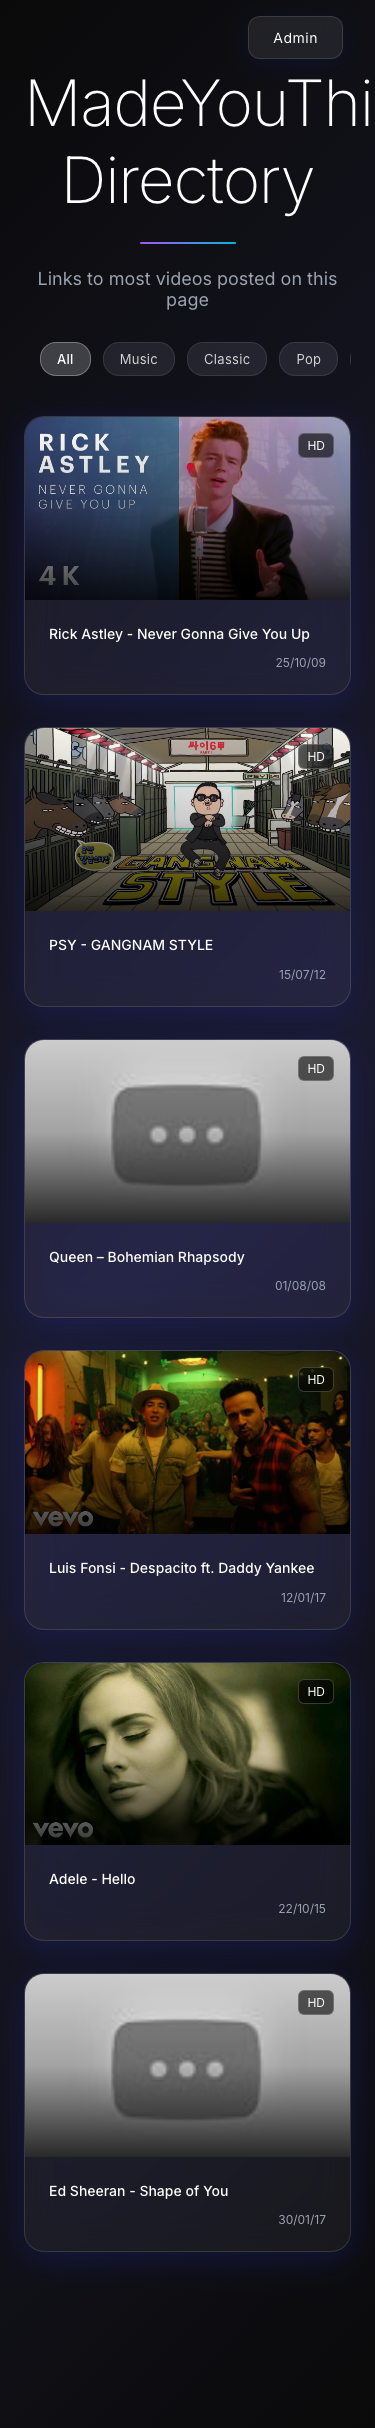 Admin
MadeYouThi
Directory
Links to most videos posted on this
page
All Music Classic Pop
RICK
ASTLEY
NEVER GONNA
GIVE YOU UP
4K
HD
Rick Astley - Never Gonna Give You Up
25/10/09
싸이6甲
HD
GANGNAM
STYLE
PSY - GANGNAM STYLE
15/07/12
HD
Queen – Bohemian Rhapsody
01/08/08
HD
vevo
Luis Fonsi - Despacito ft. Daddy Yankee
12/01/17
HD
vevo
Adele - Hello
22/10/15
HD
Ed Sheeran - Shape of You
30/01/17